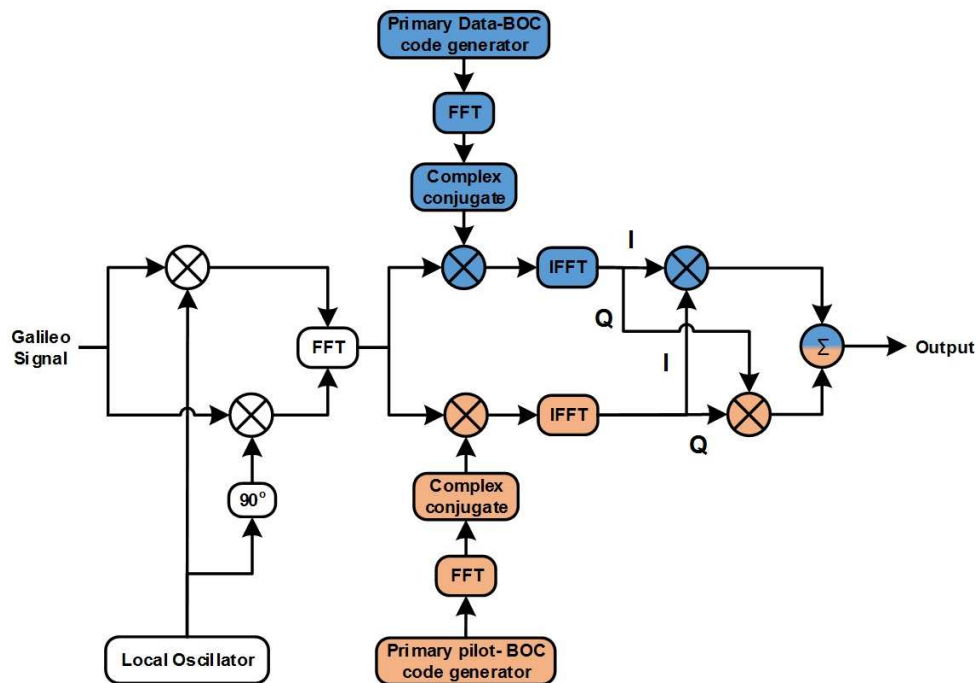 Primary Data-BOC
code generator
FFT
Complex
conjugate
I
IFFT
Q
Galileo
Signal
FFT
I
Σ
Output
IFFT
Q
90°
Complex
conjugate
FFT
Local Oscillator
Primary pilot- BOC
code generator